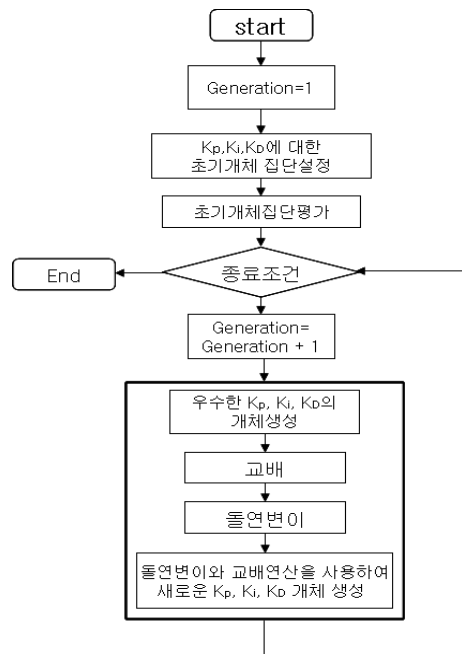 start
Generation=1
Kp,Ki,KD에 대한
초기개체 집단설정
초기개체집단평가
종료조건
End
Generation=
Generation + 1
우수한 Kp, Ki, KD의
개체생성
교배
돌연변이
돌연변이와 교배연산을 사용하여
새로운 Kp, Ki, KD 개체 생성